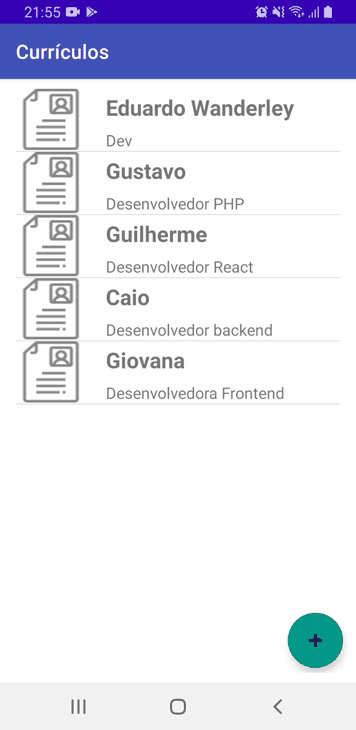 21:55
Currículos
Eduardo Wanderley
Dev
Gustavo
Desenvolvedor PHP
Guilherme
Desenvolvedor React
Caio
Desenvolvedor backend
Giovana
Desenvolvedora Frontend
+